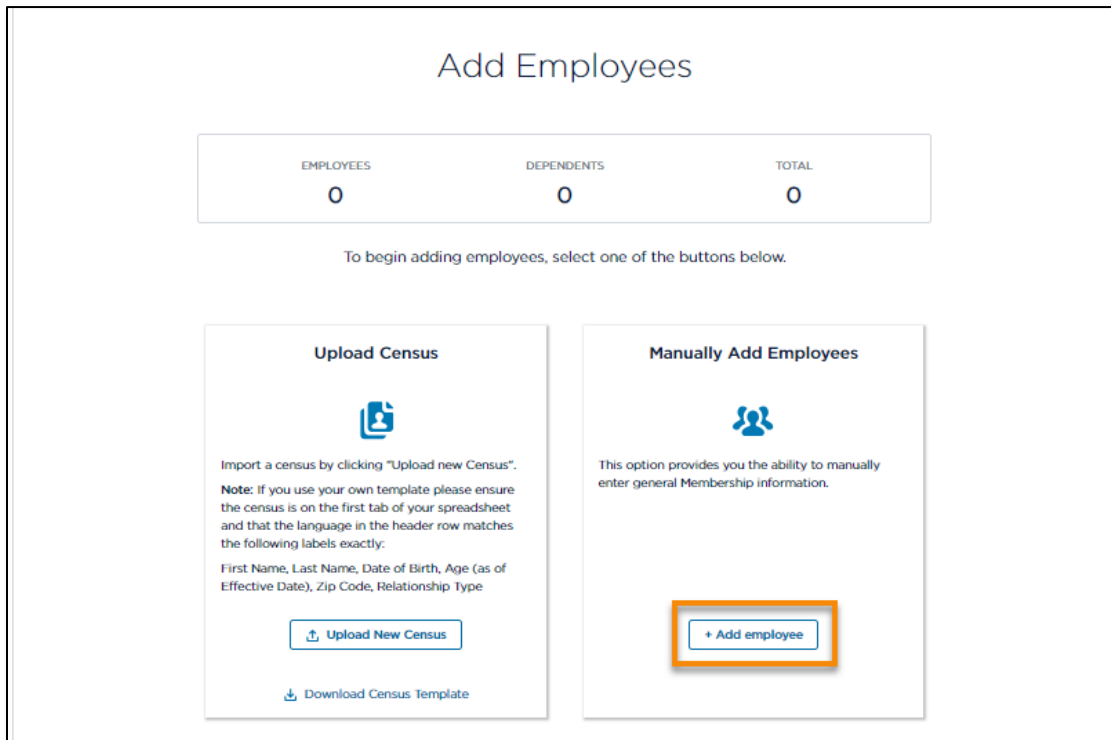 Add Employees
EMPLOYEES DEPENDENTS TOTAL
0 0 0
To begin adding employees, select one of the buttons below.
Upload Census
Import a census by clicking "Upload new Census".
Note: If you use your own template please ensure
the census is on the first tab of your spreadsheet
and that the language in the header row matches
the following labels exactly:
First Name, Last Name, Date of Birth, Age (as of
Effective Date), Zip Code, Relationship Type
Upload New Census
Download Census Template
Manually Add Employees
This option provides you the ability to manually
enter general Membership information.
+ Add employee